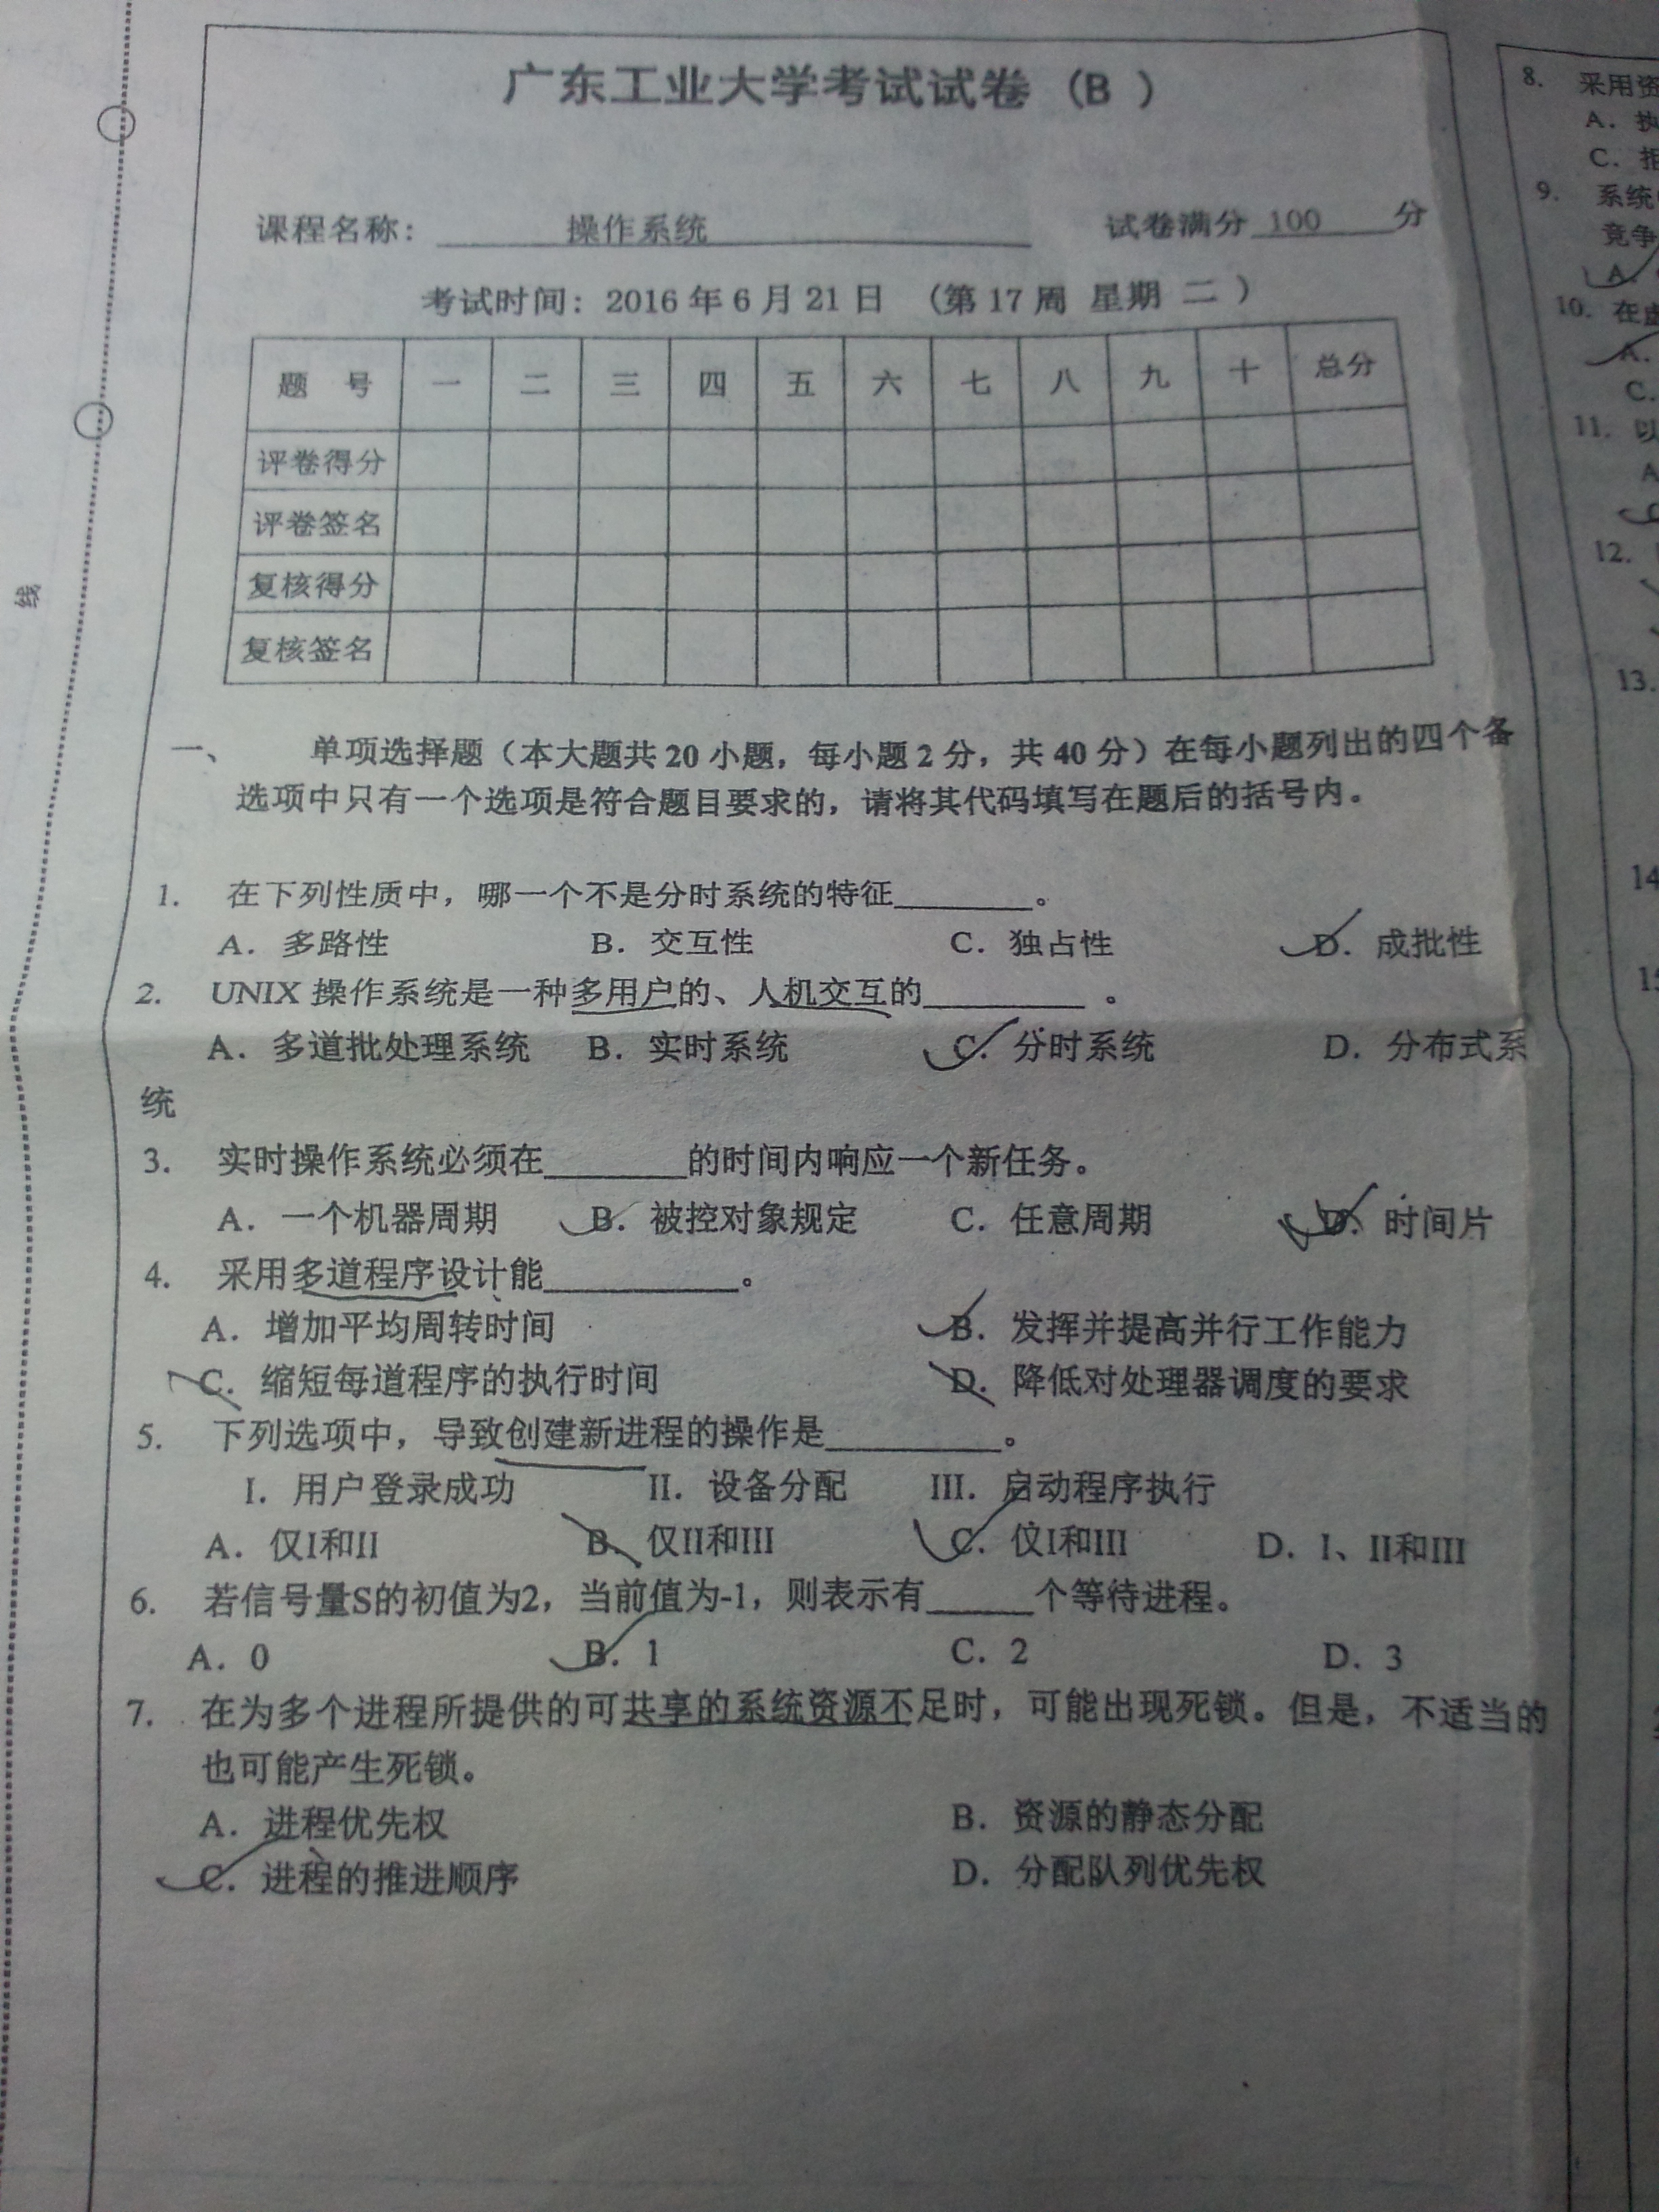 广东工业大学考试试卷 (B )
课程名称: 操作系统 试卷满分 100 分
考试时间: 2016 年 6 月 21 日 (第 17 周 星期 二 )
题 号 一 二 三 四 五 六 七 八 九 十 总分
评卷得分
评卷签名
复核得分
复核签名
线
一、 单项选择题(本大题共 20 小题,每小题 2 分,共 40 分)在每小题列出的四个备
选项中只有一个选项是符合题目要求的,请将其代码填写在题后的括号内。
1. 在下列性质中,哪一个不是分时系统的特征________。
A. 多路性 B. 交互性 C. 独占性 D. 成批性
2. UNIX 操作系统是一种多用户的、人机交互的_________ 。
A. 多道批处理系统 B. 实时系统 C. 分时系统 D. 分布式系
统
3. 实时操作系统必须在________的时间内响应一个新任务。
A. 一个机器周期 B. 被控对象规定 C. 任意周期 D. 时间片
4. 采用多道程序设计能___________。
A. 增加平均周转时间 B. 发挥并提高并行工作能力
C. 缩短每道程序的执行时间 D. 降低对处理器调度的要求
5. 下列选项中,导致创建新进程的操作是__________。
I. 用户登录成功 II. 设备分配 III. 启动程序执行
A. 仅I和II B. 仅II和III C. 仅I和III D. I、II和III
6. 若信号量S的初值为2,当前值为-1,则表示有______个等待进程。
A. 0 B. 1 C. 2 D. 3
7. 在为多个进程所提供的可共享的系统资源不足时,可能出现死锁。但是,不适当的
也可能产生死锁。
A. 进程优先权 B. 资源的静态分配
C. 进程的推进顺序 D. 分配队列优先权
8. 采用资
A. 执
C.
9. 系统
竞争
A.
10. 在虚
A.
C.
11. 以
A
C
12.
13.
14
15